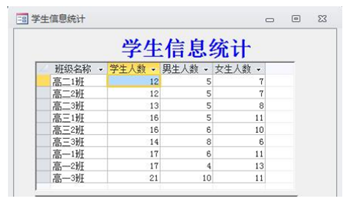 学生信息统计
学生信息统计
班级名称 学生人数 男生人数 女生人数
高二1班 12 5 7
高二2班 12 5 7
高二3班 13 5 8
高三1班 16 5 11
高三2班 16 6 10
高三3班 14 8 6
高一1班 17 6 11
高一2班 17 4 13
高一3班 21 10 11